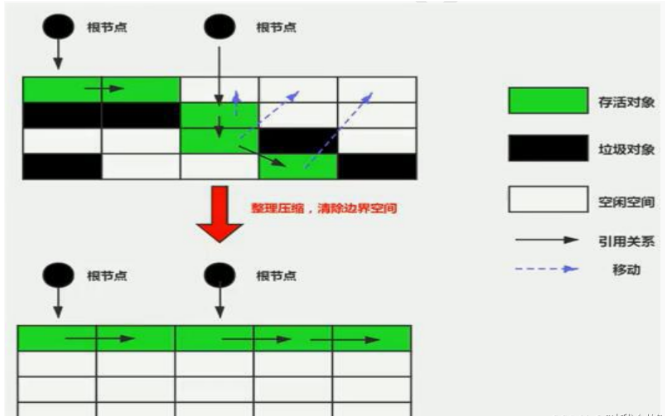 根节点
根节点
存活对象
垃圾对象
空闲空间
引用关系
移动
整理压缩，清除边界空间
根节点
根节点